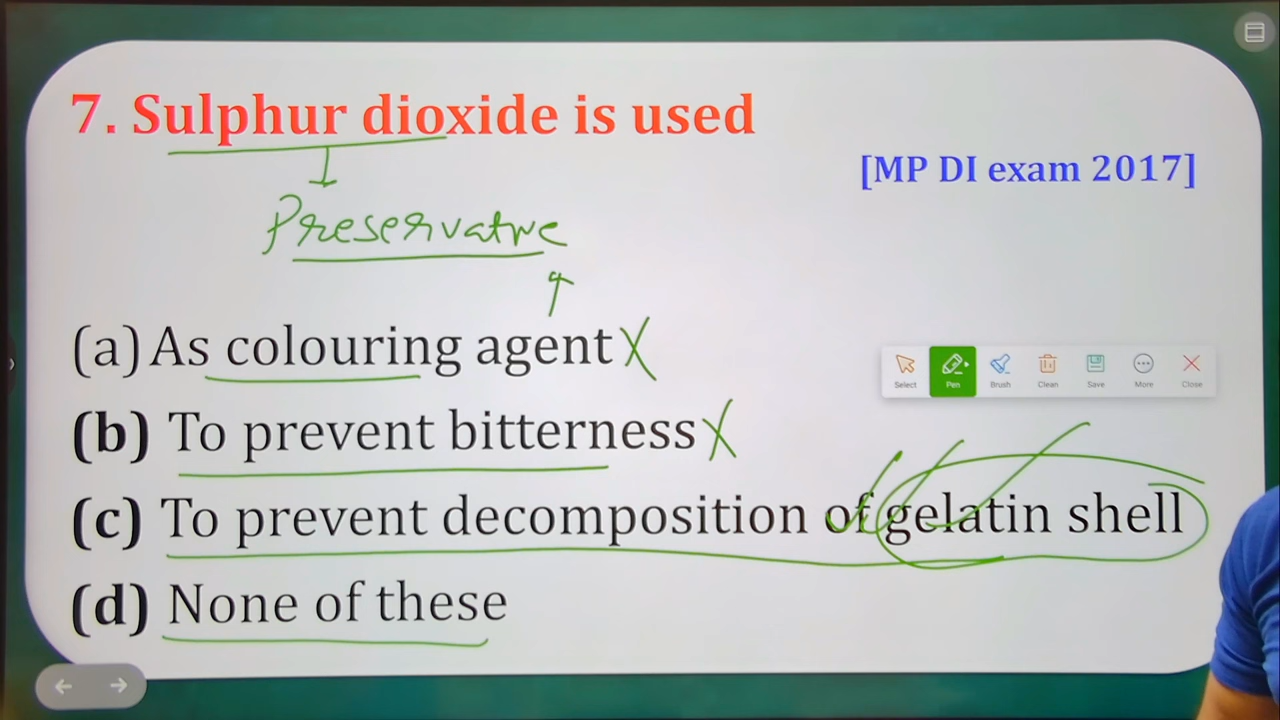 7. Sulphur dioxide is used
[MP DI exam 2017]
Preservative
(a) As colouring agent X
(b) To prevent bitterness X
Select Pen Brush Clean Save More Close
(c) To prevent decomposition of gelatin shell
(d) None of these